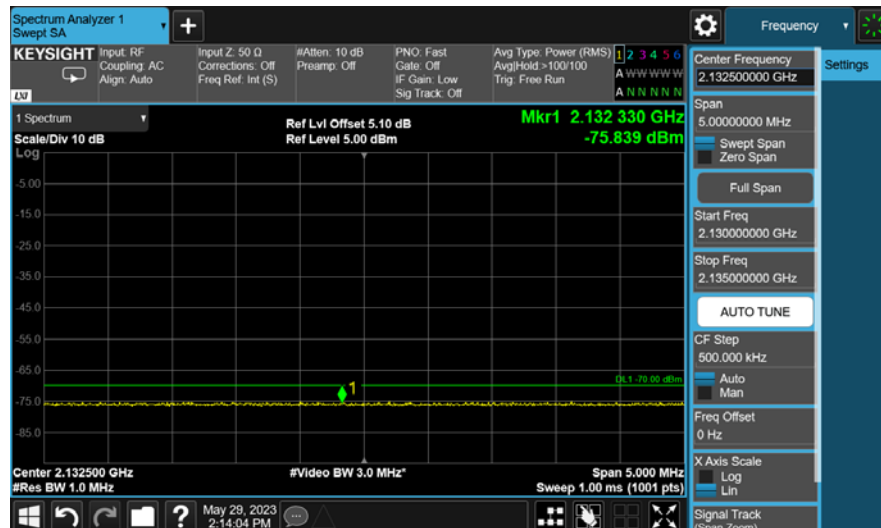 Spectrum Analyzer 1
Swept SA
+
Frequency
KEYSIGHT
LXI
Input: RF
Coupling: AC
Align: Auto
Input Z: 50 Ω
Corrections: Off
Freq Ref: Int (S)
#Atten: 10 dB
Preamp: Off
PNO: Fast
Gate: Off
IF Gain: Low
Sig Track: Off
Avg Type: Power (RMS)
Avg|Hold:>100/100
Trig: Free Run
1 2 3 4 5 6
A W W W W W
A N N N N N
1 Spectrum
Scale/Div 10 dB
Log
Ref Lvl Offset 5.10 dB
Ref Level 5.00 dBm
Mkr1 2.132 330 GHz
-75.839 dBm
-5.00
-15.0
-25.0
-35.0
-45.0
-55.0
-65.0
-75.0
-85.0
DL1 -70.00 dBm
1
Center 2.132500 GHz
#Res BW 1.0 MHz
#Video BW 3.0 MHz*
Span 5.000 MHz
Sweep 1.00 ms (1001 pts)
?
May 29, 2023
2:14:04 PM
Center Frequency
2.132500000 GHz
Span
5.00000000 MHz
Swept Span
Zero Span
Full Span
Start Freq
2.130000000 GHz
Stop Freq
2.135000000 GHz
AUTO TUNE
CF Step
500.000 kHz
Auto
Man
Freq Offset
0 Hz
X Axis Scale
Log
Lin
Signal Track
(Span Zoom)
Settings